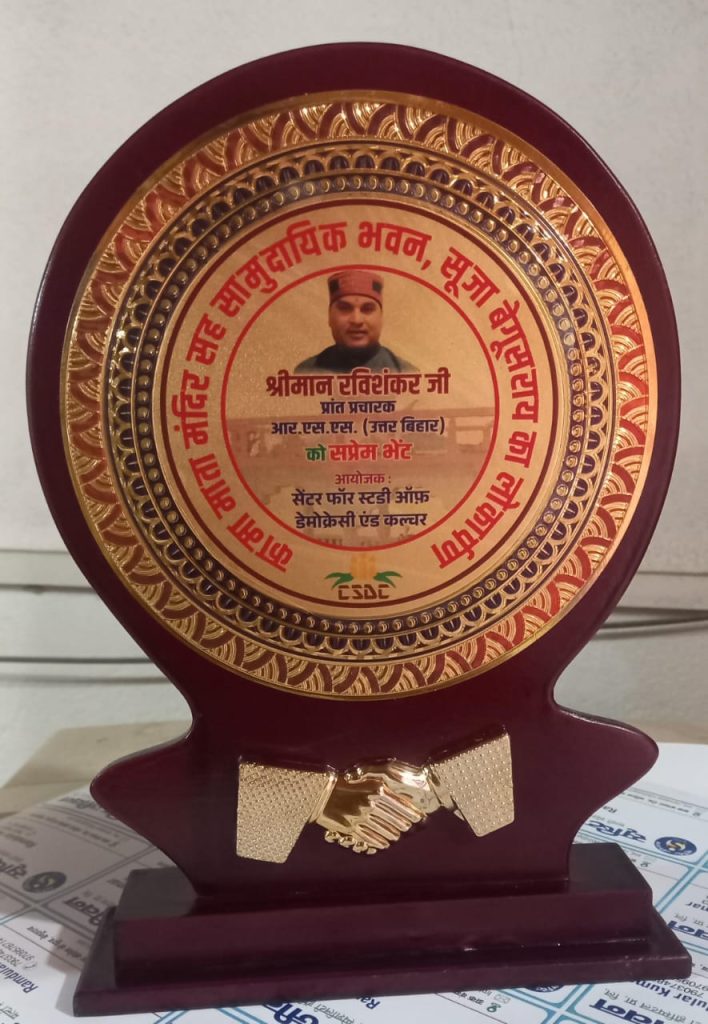 कामा माता मंदिर सह सामुदायिक भवन, सूजा बेगूसराय का लोकार्पण
श्रीमान रविशंकर जी
प्रांत प्रचारक
आर.एस.एस. (उत्तर बिहार)
को सप्रेम भेंट
आयोजक :
सेंटर फॉर स्टडी ऑफ़
डेमोक्रेसी एंड कल्चर
CSDC